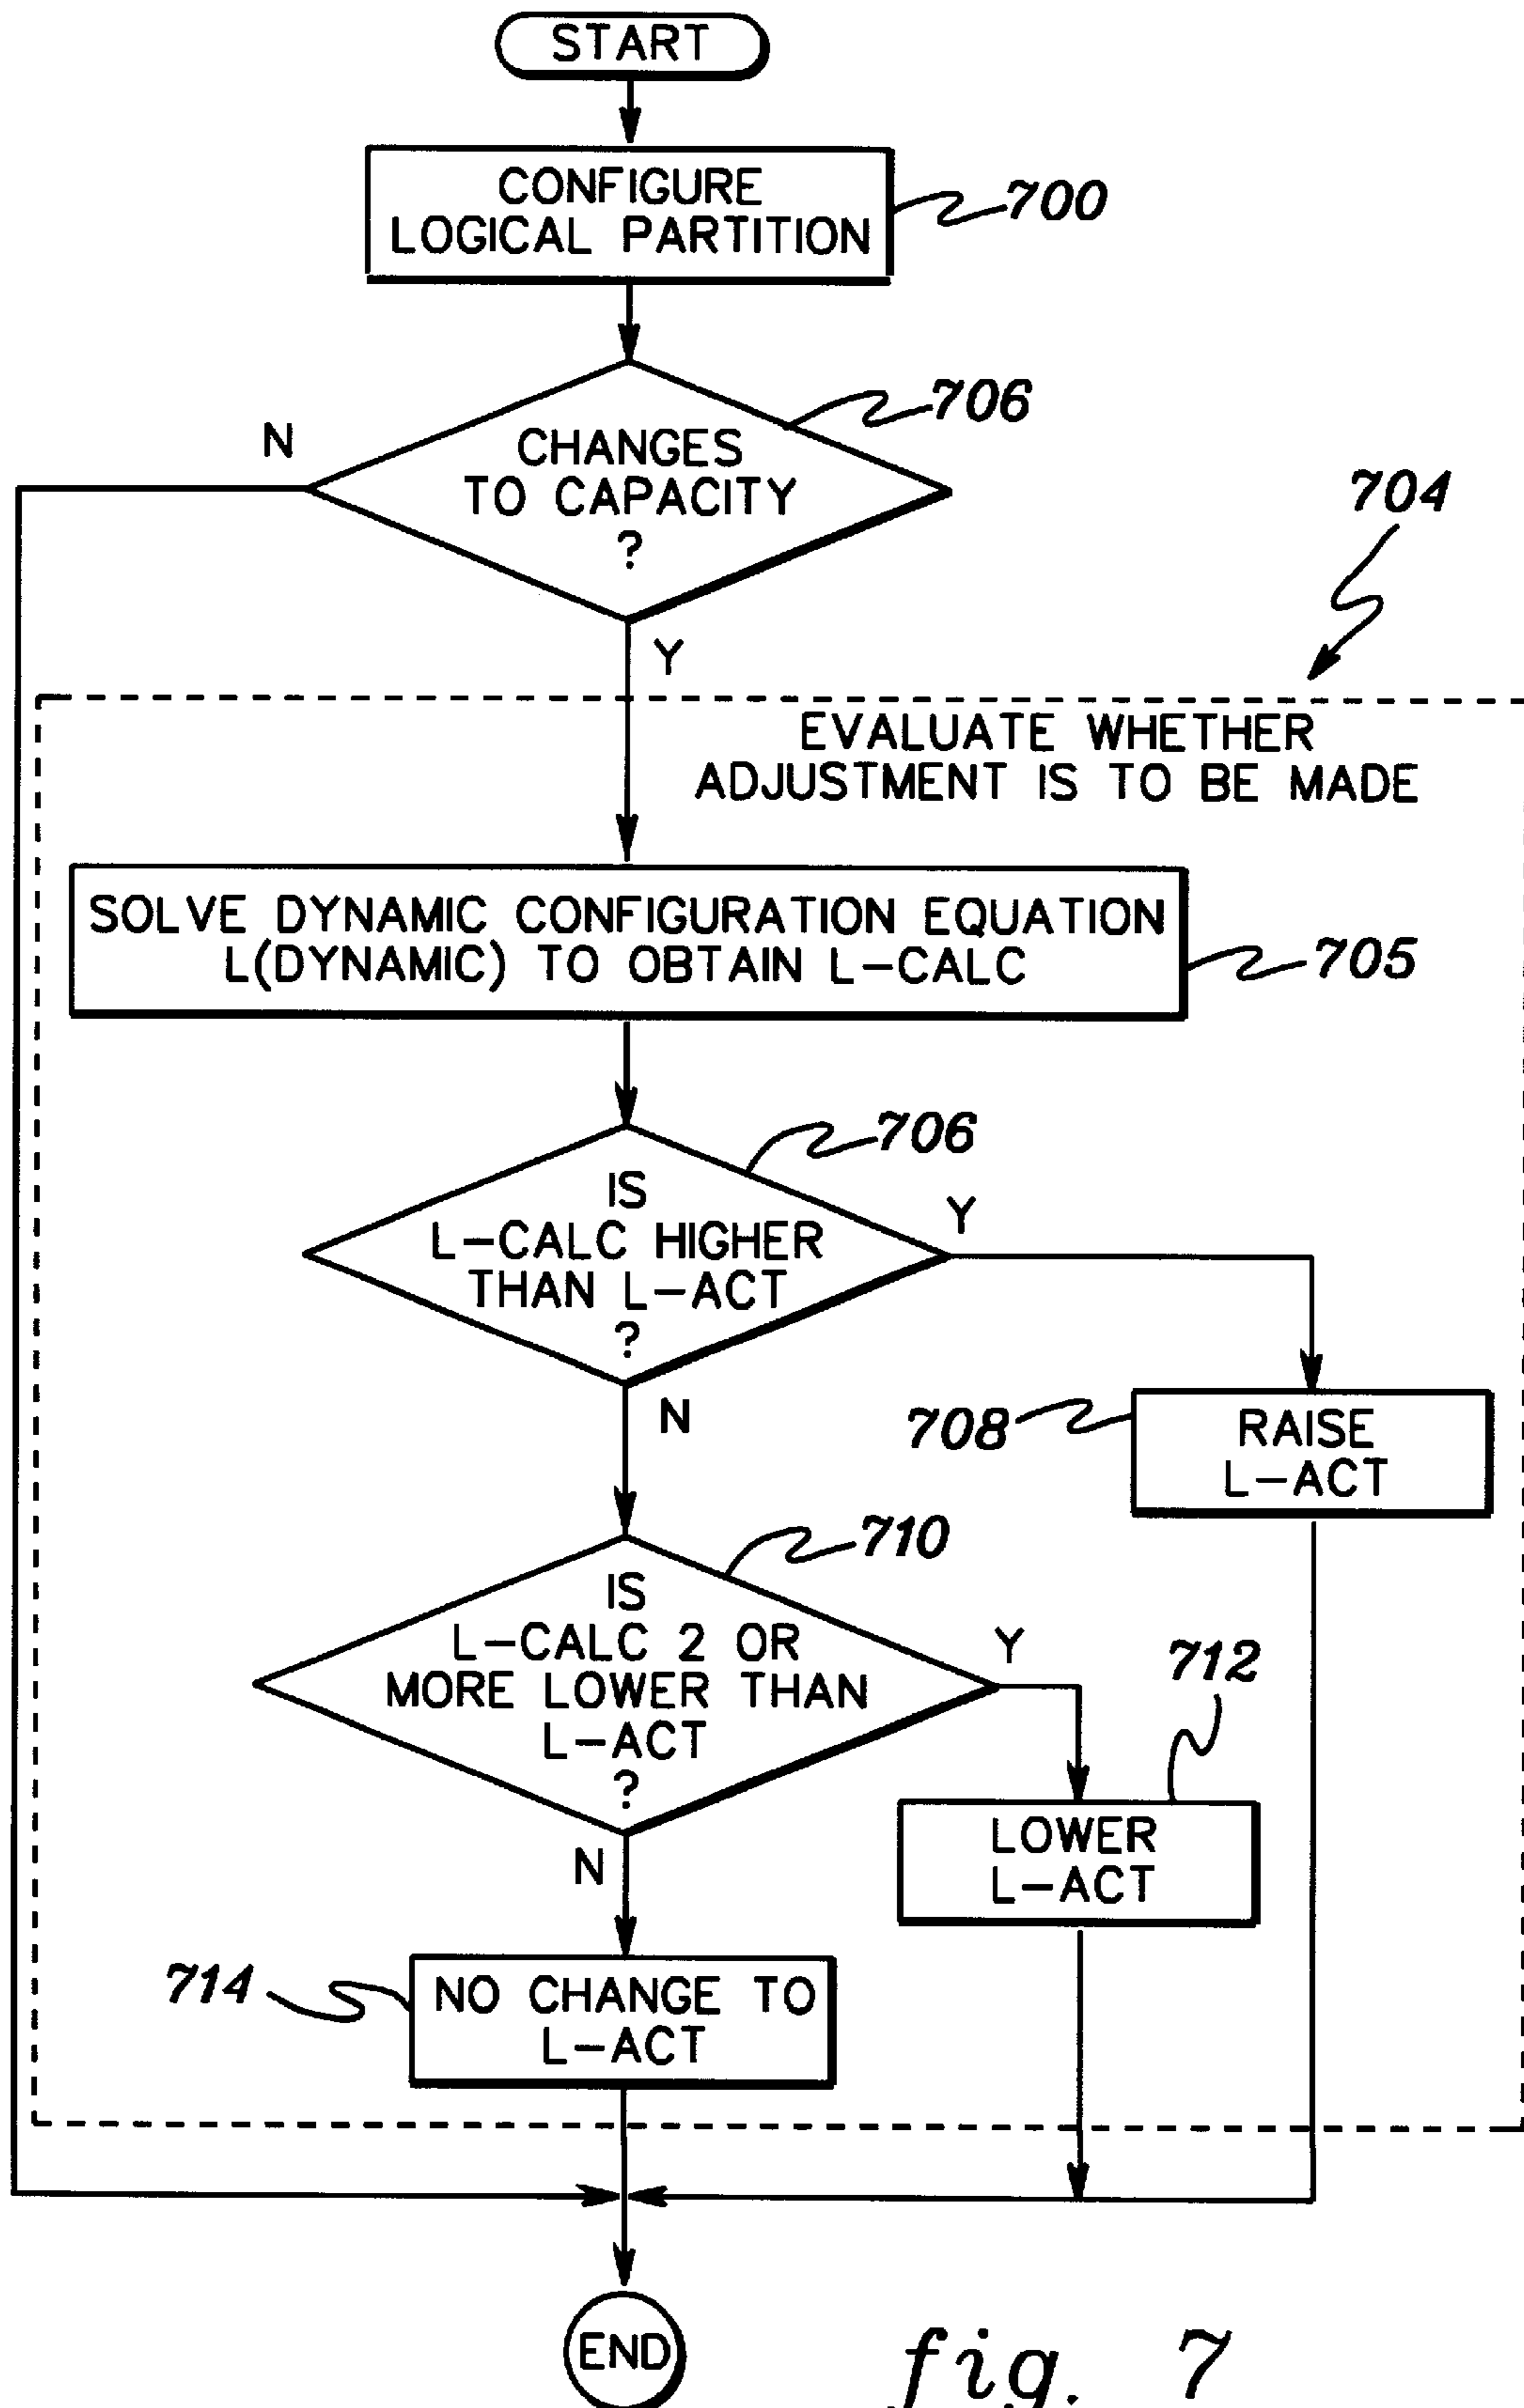 START
CONFIGURE
LOGICAL PARTITION
700
706
N
CHANGES
TO CAPACITY
?
704
Y
EVALUATE WHETHER
ADJUSTMENT IS TO BE MADE
SOLVE DYNAMIC CONFIGURATION EQUATION
L(DYNAMIC) TO OBTAIN L-CALC
705
706
IS
L-CALC HIGHER
THAN L-ACT
?
Y
N
708
RAISE
L-ACT
710
IS
L-CALC 2 OR
MORE LOWER THAN
L-ACT
?
Y
712
N
LOWER
L-ACT
714
NO CHANGE TO
L-ACT
END
fig. 7